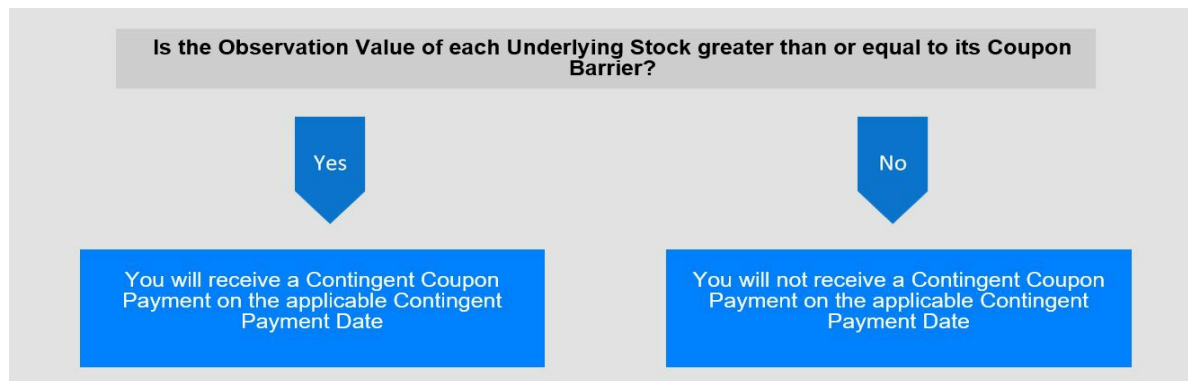 Is the Observation Value of each Underlying Stock greater than or equal to its Coupon
Barrier?
Yes
No
You will receive a Contingent Coupon
Payment on the applicable Contingent
Payment Date
You will not receive a Contingent Coupon
Payment on the applicable Contingent
Payment Date